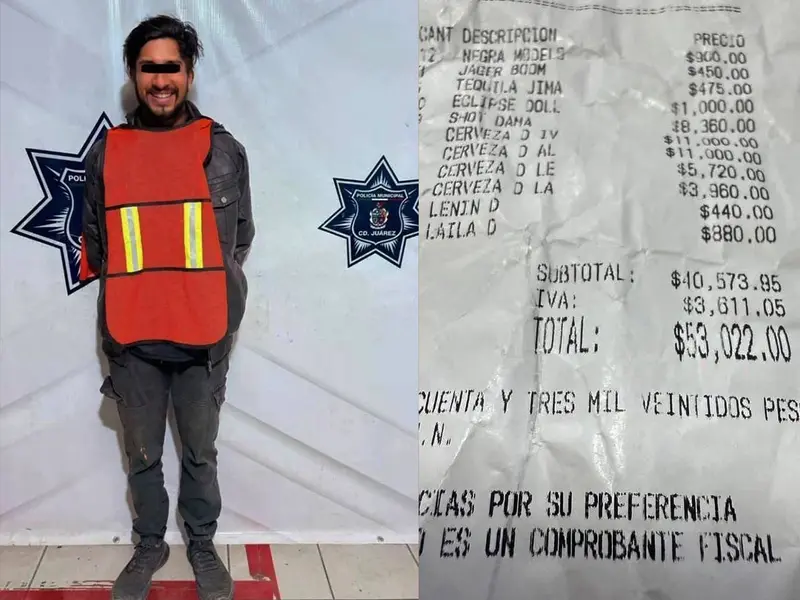 POLICÍA MUNICIPAL
CD. JUÁREZ
CANT DESCRIPCION PRECIO
12 NEGRA MODELO $900.00
JAGER BOOM $450.00
TEQUILA JIMA $475.00
ECLIPSE DOLL $1,000.00
SHOT DAMA $8,360.00
CERVEZA D IV $11,000.00
CERVEZA D AL $11,000.00
CERVEZA D LE $5,720.00
CERVEZA D LA $3,960.00
LENIN D $440.00
LAILA D $880.00
SUBTOTAL: $40,573.95
IVA: $3,611.05
TOTAL: $53,022.00
CUENTA Y TRES MIL VEINTIDOS PES
.N.
CIAS POR SU PREFERENCIA
ES UN COMPROBANTE FISCAL